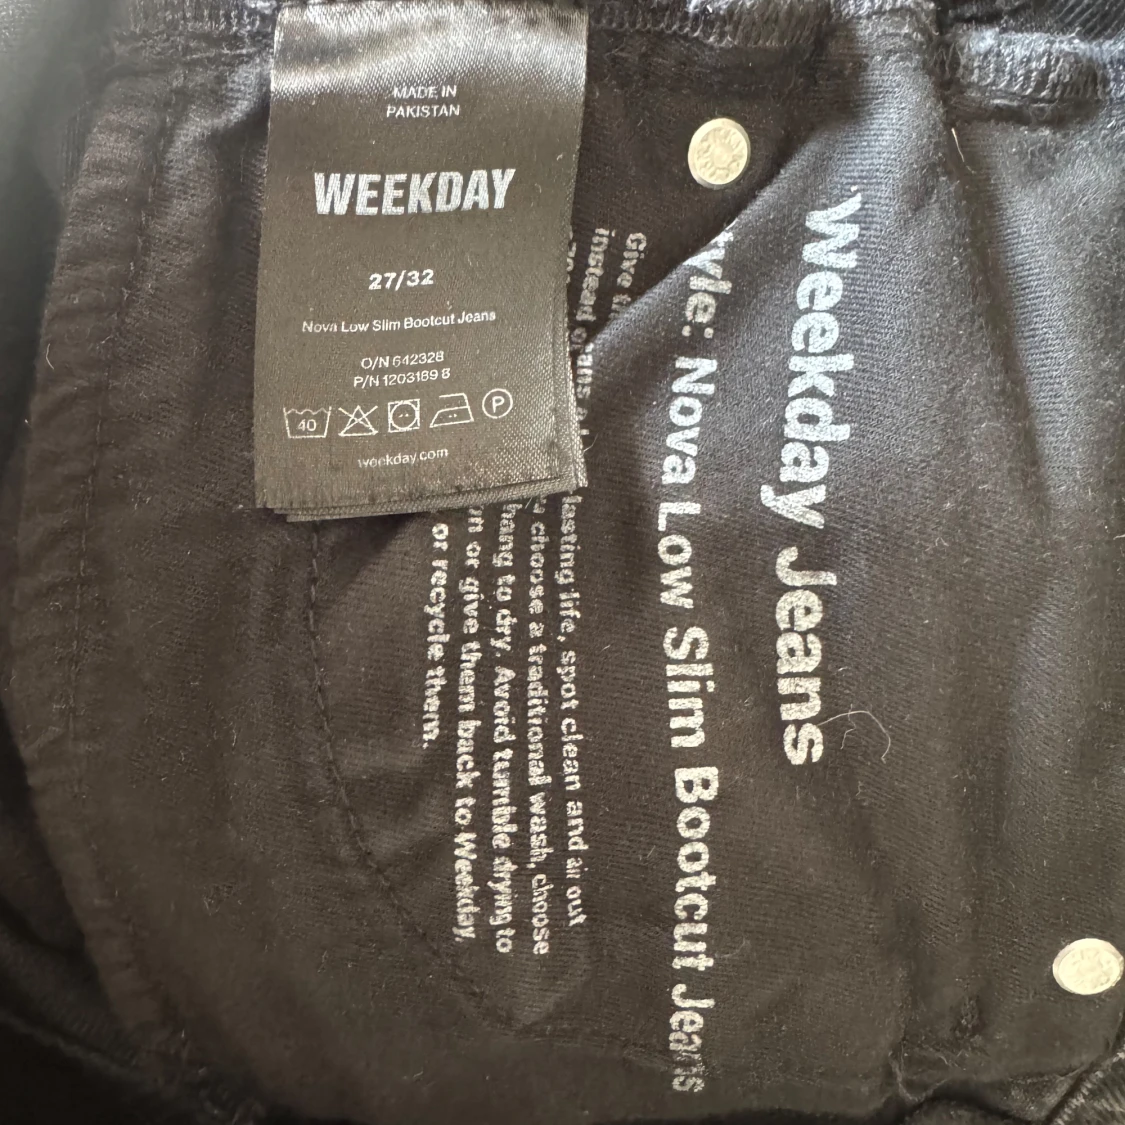 MADE IN
PAKISTAN
WEEKDAY
27/32
Nova Low Slim Bootcut Jeans
O/N 642328
P/N 1203189 8
40
P
weekday.com
Weekday Jeans
Nova Low Slim Bootcut Jeans
Give
instead
lasting life, spot clean and air out
choose a traditional wash, choose
hang to dry. Avoid tumble drying to
or give them back to Weekday,
or recycle them.